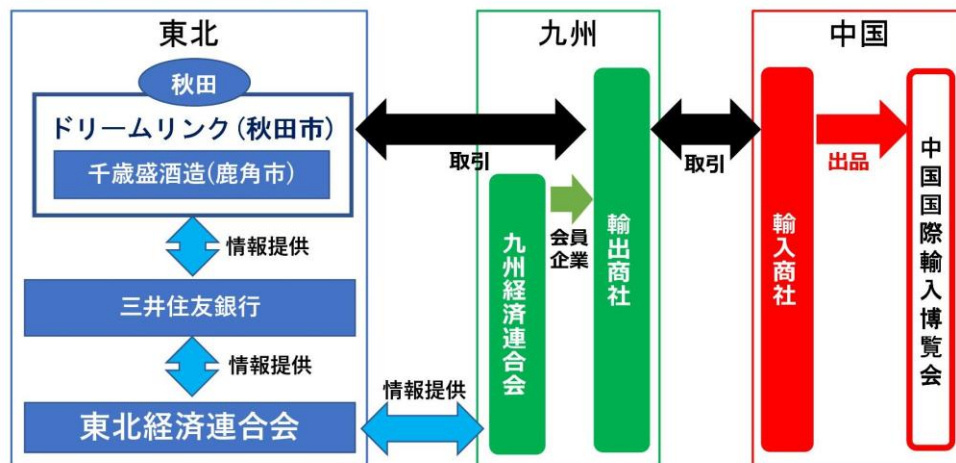 東北
秋田
ドリームリンク(秋田市)
千歳盛酒造(鹿角市)
情報提供
三井住友銀行
情報提供
東北経済連合会
情報提供
九州
取引
九州経済連合会
会員
企業
輸出商社
取引
中国
輸入商社
出品
中国国際輸入博覧会